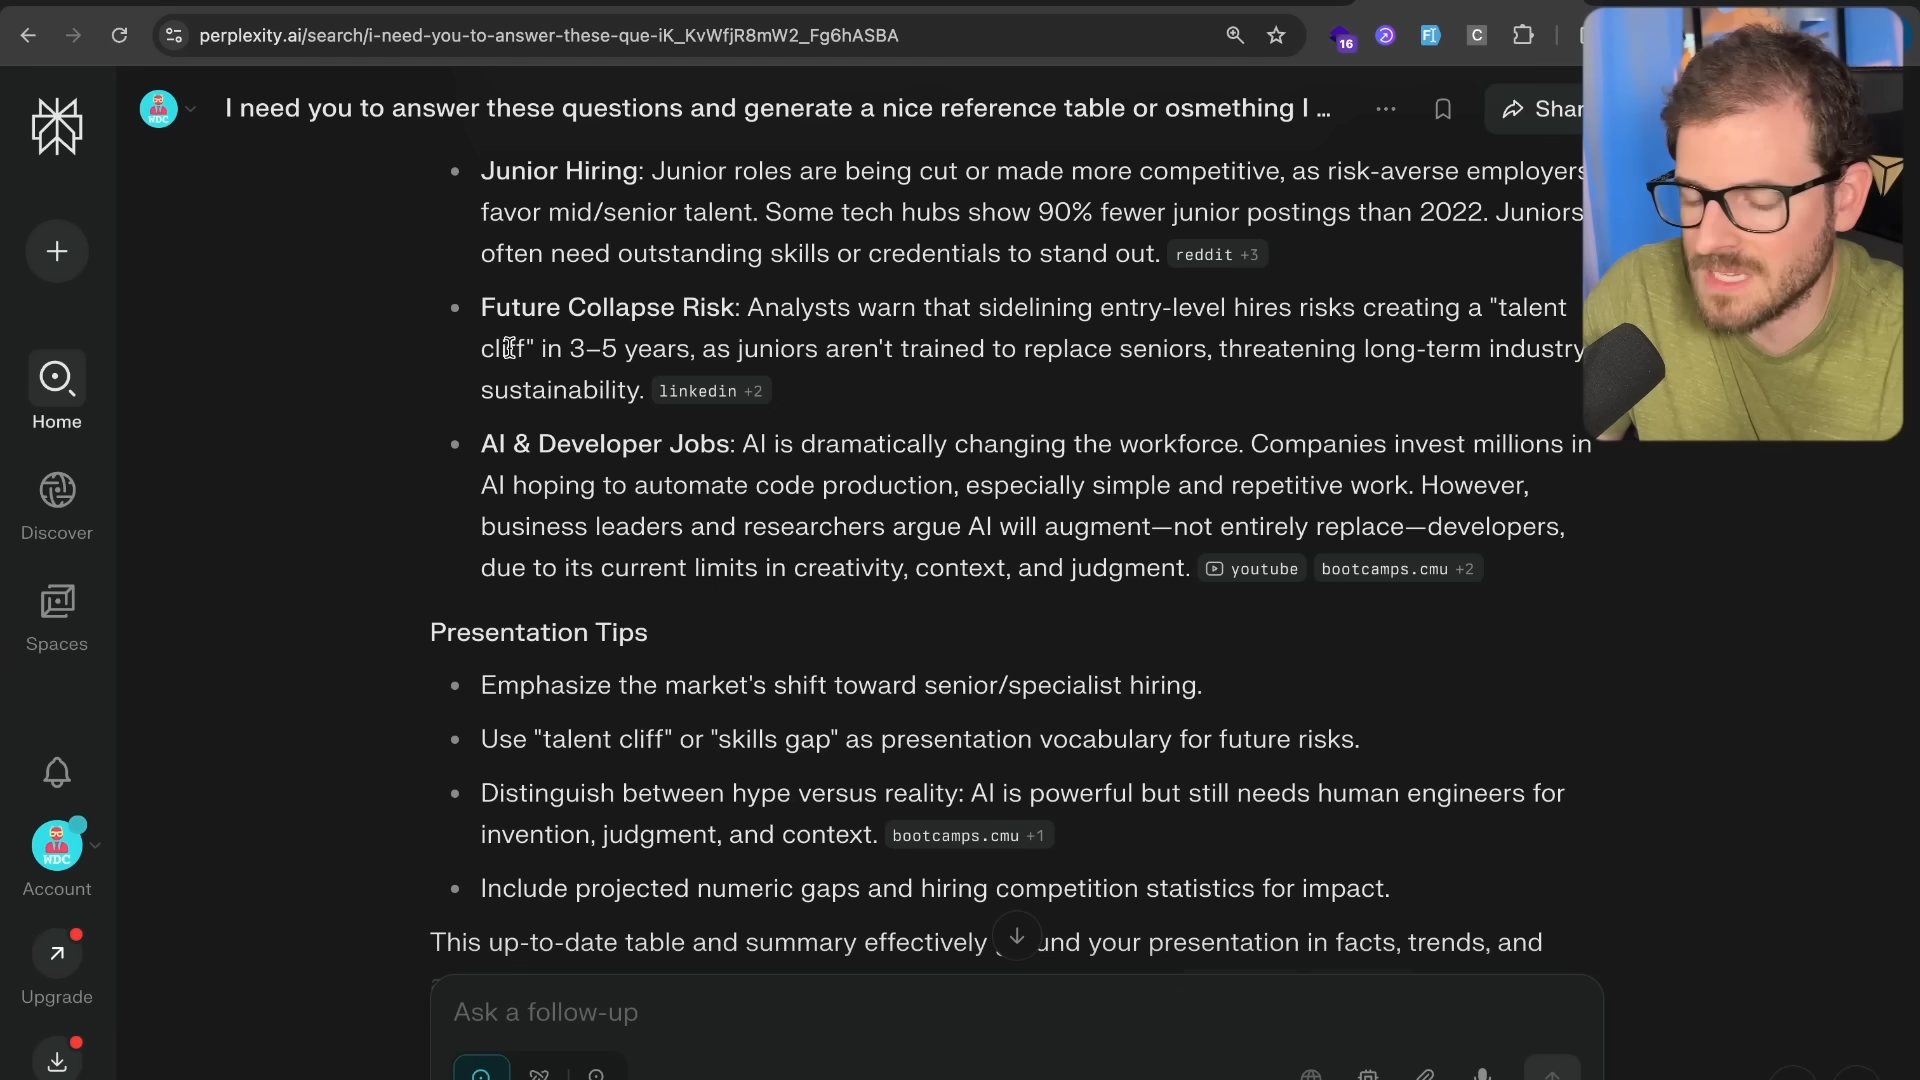 perplexity.ai/search/i-need-you-to-answer-these-que-iK_KvWfjR8mW2_Fg6hASBA
16
C
WDC
I need you to answer these questions and generate a nice reference table or osmething I ...
Shar
Junior Hiring: Junior roles are being cut or made more competitive, as risk-averse employers
favor mid/senior talent. Some tech hubs show 90% fewer junior postings than 2022. Juniors
often need outstanding skills or credentials to stand out. reddit +3
Future Collapse Risk: Analysts warn that sidelining entry-level hires risks creating a "talent
cliff" in 3–5 years, as juniors aren't trained to replace seniors, threatening long-term industry
sustainability. linkedin +2
AI & Developer Jobs: AI is dramatically changing the workforce. Companies invest millions in
AI hoping to automate code production, especially simple and repetitive work. However,
business leaders and researchers argue AI will augment—not entirely replace—developers,
due to its current limits in creativity, context, and judgment. youtube bootcamps.cmu +2
Presentation Tips
Emphasize the market's shift toward senior/specialist hiring.
Use "talent cliff" or "skills gap" as presentation vocabulary for future risks.
Distinguish between hype versus reality: AI is powerful but still needs human engineers for
invention, judgment, and context. bootcamps.cmu +1
Include projected numeric gaps and hiring competition statistics for impact.
This up-to-date table and summary effectively und your presentation in facts, trends, and
Ask a follow-up
Home
Discover
Spaces
WDC
Account
Upgrade